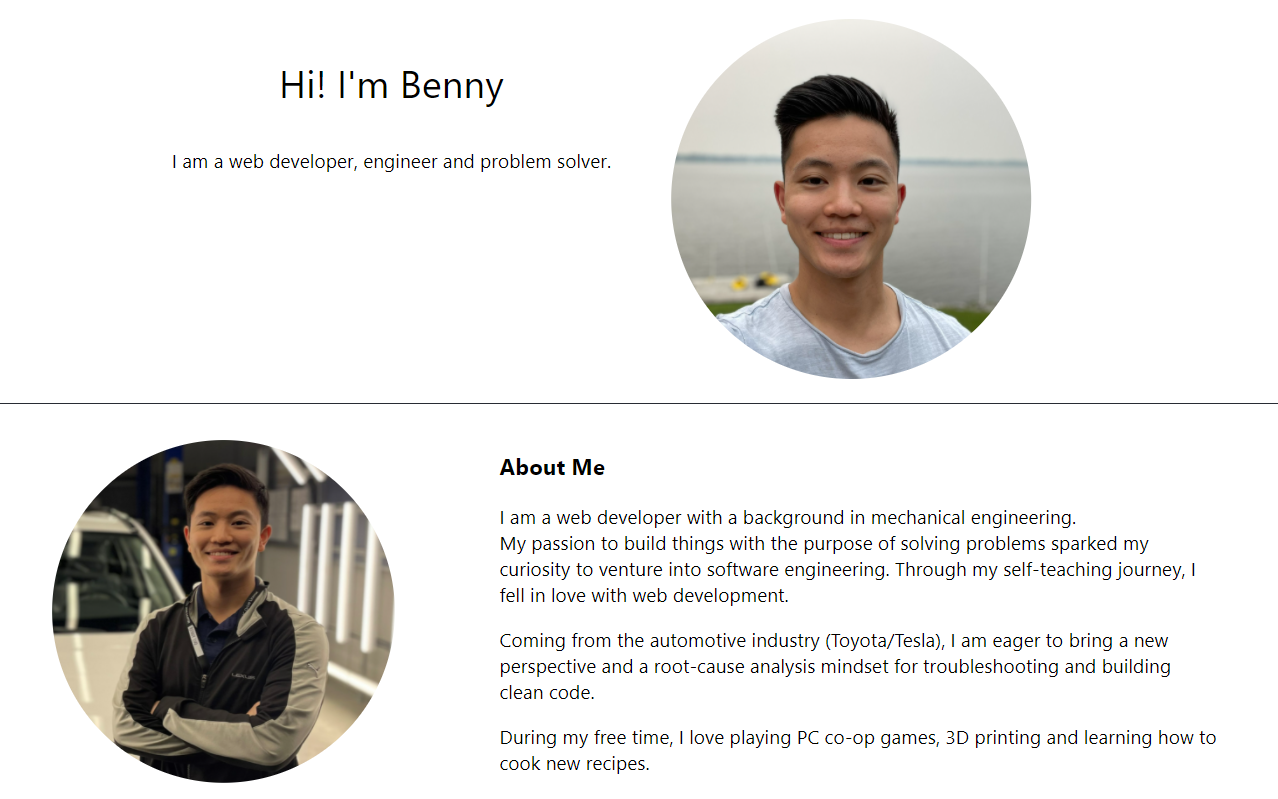 Hi! I'm Benny
I am a web developer, engineer and problem solver.
About Me
I am a web developer with a background in mechanical engineering.
My passion to build things with the purpose of solving problems sparked my
curiosity to venture into software engineering. Through my self-teaching journey, I
fell in love with web development.
Coming from the automotive industry (Toyota/Tesla), I am eager to bring a new
perspective and a root-cause analysis mindset for troubleshooting and building
clean code.
During my free time, I love playing PC co-op games, 3D printing and learning how to
cook new recipes.
LEXUS